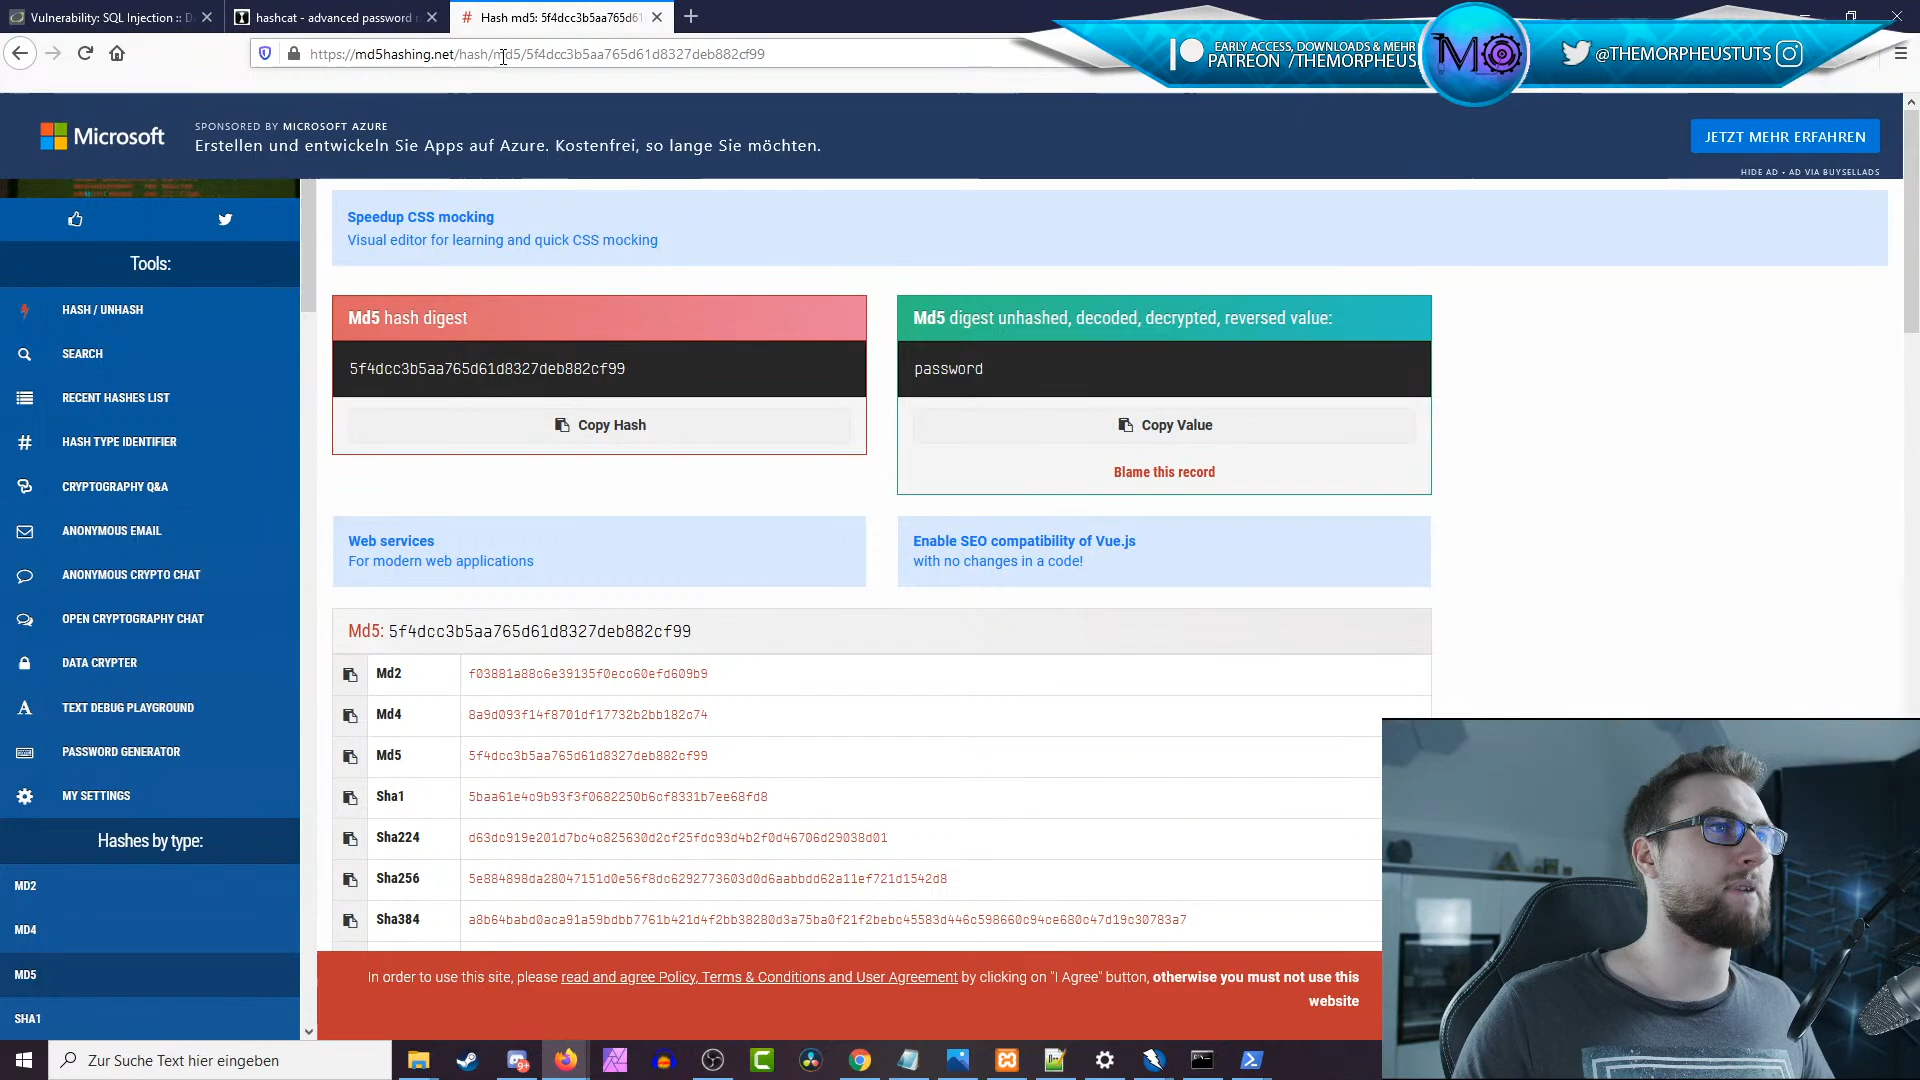 Vulnerability: SQL Injection :: D
hashcat - advanced password r
Hash md5: 5f4dcc3b5aa765d61
https://md5hashing.net/hash/md5/5f4dcc3b5aa765d61d8327deb882cf99
EARLY ACCESS, DOWNLOADS & MEHR
PATREON /THEMORPHEUS
MO
@THEMORPHEUSTUTS
Microsoft
SPONSORED BY MICROSOFT AZURE
Erstellen und entwickeln Sie Apps auf Azure. Kostenfrei, so lange Sie möchten.
JETZT MEHR ERFAHREN
HIDE AD • AD VIA BUYSELLADS
Tools:
HASH / UNHASH
SEARCH
RECENT HASHES LIST
HASH TYPE IDENTIFIER
CRYPTOGRAPHY Q&A
ANONYMOUS EMAIL
ANONYMOUS CRYPTO CHAT
OPEN CRYPTOGRAPHY CHAT
DATA CRYPTER
TEXT DEBUG PLAYGROUND
PASSWORD GENERATOR
MY SETTINGS
Hashes by type:
MD2
MD4
MD5
SHA1
Speedup CSS mocking
Visual editor for learning and quick CSS mocking
Md5 hash digest
5f4dcc3b5aa765d61d8327deb882cf99
Copy Hash
Md5 digest unhashed, decoded, decrypted, reversed value:
password
Copy Value
Blame this record
Web services
For modern web applications
Enable SEO compatibility of Vue.js
with no changes in a code!
Md5: 5f4dcc3b5aa765d61d8327deb882cf99
Md2 f03881a88c6e39135f0ecc60efd609b9
Md4 8a9d093f14f8701df17732b2bb182c74
Md5 5f4dcc3b5aa765d61d8327deb882cf99
Sha1 5baa61e4c9b93f3f0682250b6cf8331b7ee68fd8
Sha224 d63dc919e201d7bc4c825630d2cf25fdc93d4b2f0d46706d29038d01
Sha256 5e884898da28047151d0e56f8dc6292773603d0d6aabbdd62a11ef721d1542d8
Sha384 a8b64babd0aca91a59bdbb7761b421d4f2bb38280d3a75ba0f21f2bebc45583d446c598660c94ce680c47d19c30783a7
In order to use this site, please read and agree Policy, Terms & Conditions and User Agreement by clicking on "I Agree" button, otherwise you must not use this
website
Zur Suche Text hier eingeben